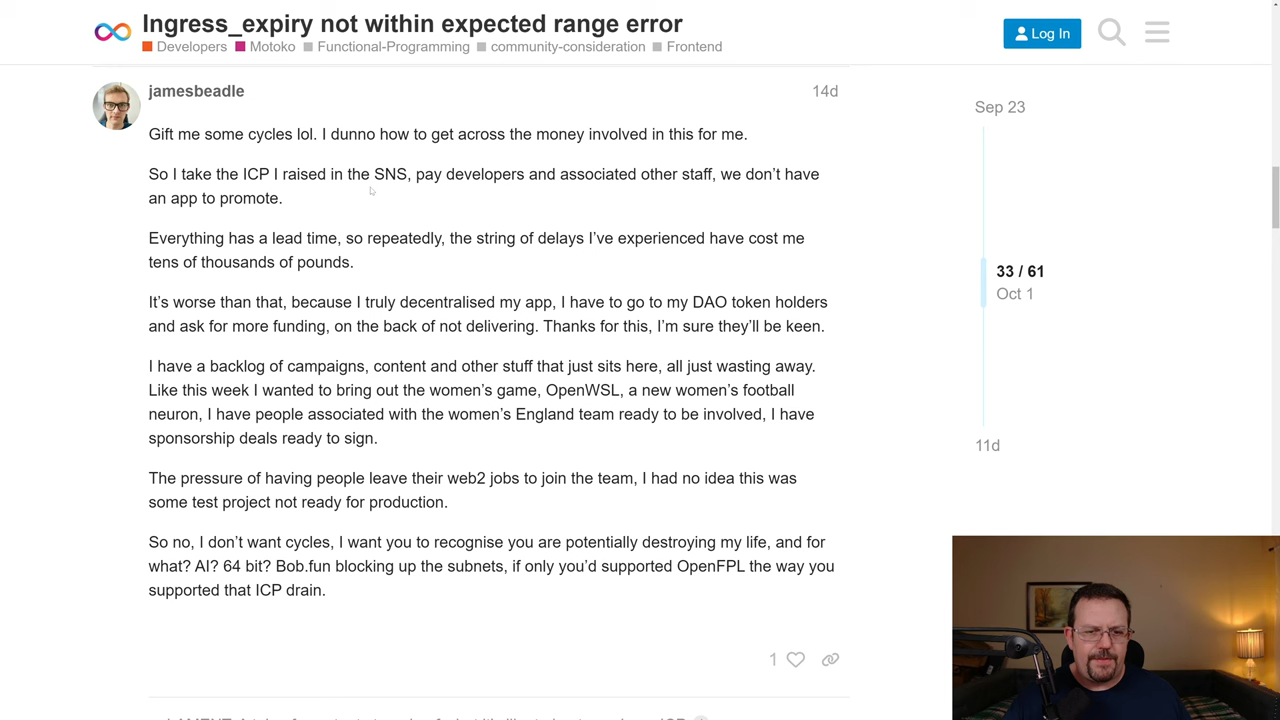 Ingress_expiry not within expected range error
Developers Motoko Functional-Programming community-consideration Frontend
Log In
jamesbeadle
14d
Gift me some cycles lol. I dunno how to get across the money involved in this for me.
So I take the ICP I raised in the SNS, pay developers and associated other staff, we don’t have
an app to promote.
Everything has a lead time, so repeatedly, the string of delays I’ve experienced have cost me
tens of thousands of pounds.
It’s worse than that, because I truly decentralised my app, I have to go to my DAO token holders
and ask for more funding, on the back of not delivering. Thanks for this, I’m sure they’ll be keen.
I have a backlog of campaigns, content and other stuff that just sits here, all just wasting away.
Like this week I wanted to bring out the women’s game, OpenWSL, a new women’s football
neuron, I have people associated with the women’s England team ready to be involved, I have
sponsorship deals ready to sign.
The pressure of having people leave their web2 jobs to join the team, I had no idea this was
some test project not ready for production.
So no, I don’t want cycles, I want you to recognise you are potentially destroying my life, and for
what? AI? 64 bit? Bob.fun blocking up the subnets, if only you’d supported OpenFPL the way you
supported that ICP drain.
1
Sep 23
33 / 61
Oct 1
11d